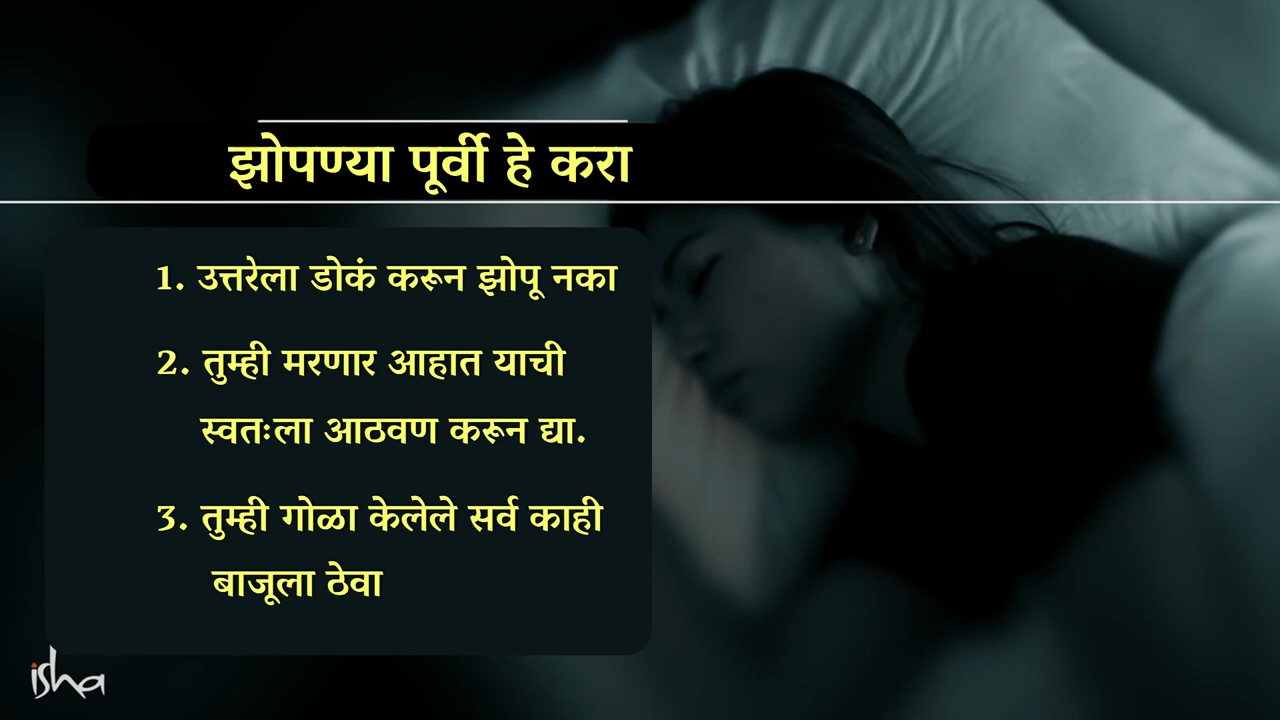 झोपण्या पूर्वी हे करा
1. उत्तरेला डोकं करून झोपू नका
2. तुम्ही मरणार आहात याची
स्वतःला आठवण करून द्या.
3. तुम्ही गोळा केलेले सर्व काही
बाजूला ठेवा
isha